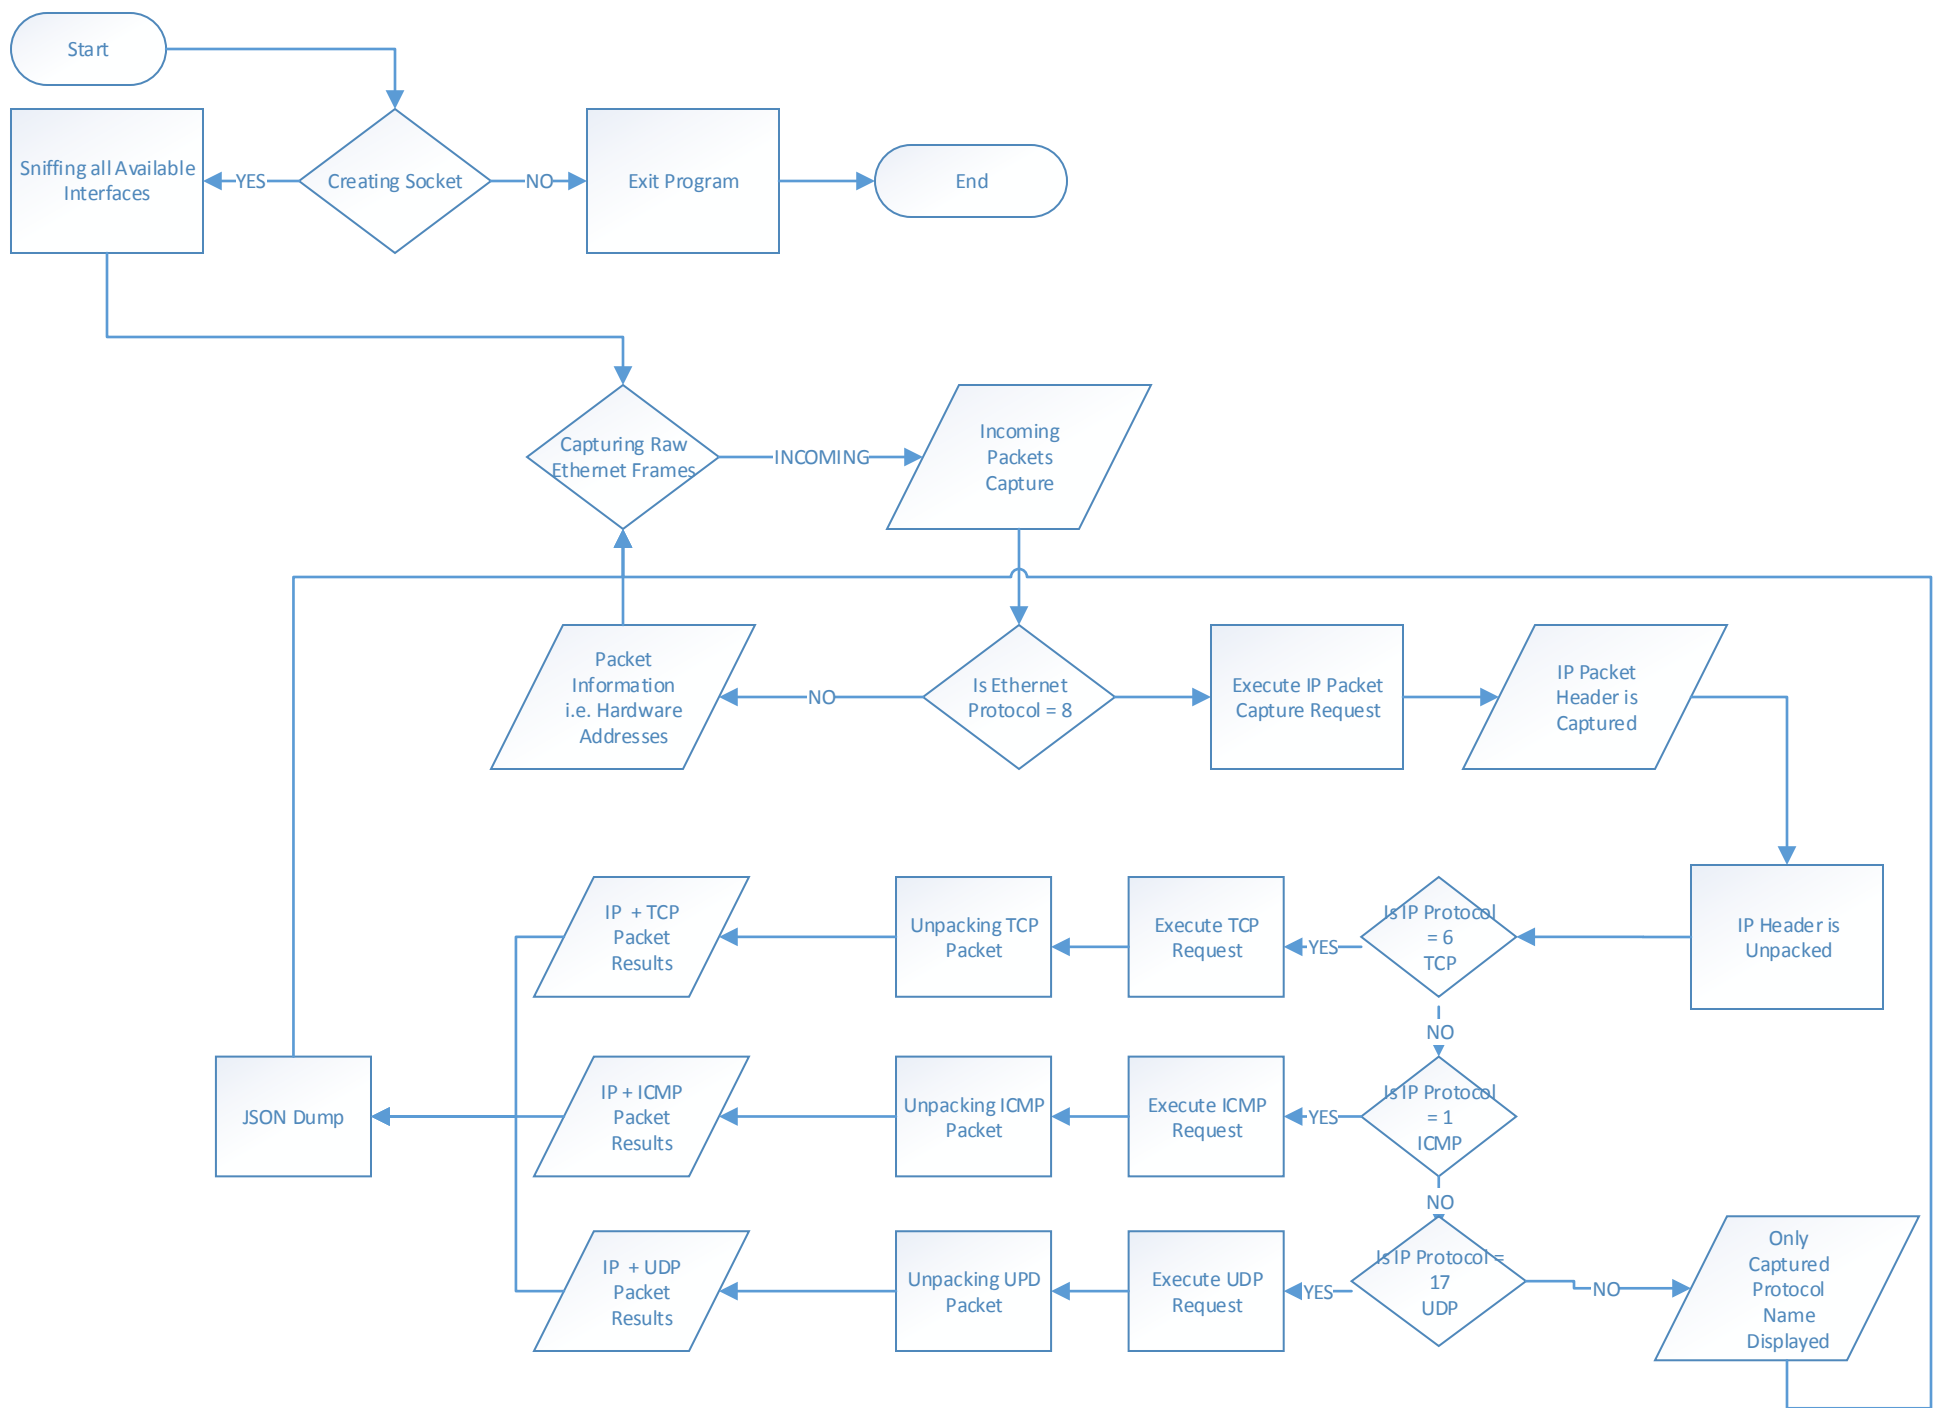 Start
Sniffing all Available
Interfaces
YES
Creating Socket
NO
Exit Program
End
Capturing Raw
Ethernet Frames
INCOMING
Incoming
Packets
Capture
Packet
Information
i.e. Hardware
Addresses
NO
Is Ethernet
Protocol = 8
Execute IP Packet
Capture Request
IP Packet
Header is
Captured
IP + TCP
Packet
Results
Unpacking TCP
Packet
Execute TCP
Request
YES
Is IP Protocol
= 6
TCP
IP Header is
Unpacked
NO
JSON Dump
IP + ICMP
Packet
Results
Unpacking ICMP
Packet
Execute ICMP
Request
YES
Is IP Protocol
= 1
ICMP
NO
IP + UDP
Packet
Results
Unpacking UPD
Packet
Execute UDP
Request
YES
Is IP Protocol =
17
UDP
NO
Only
Captured
Protocol
Name
Displayed